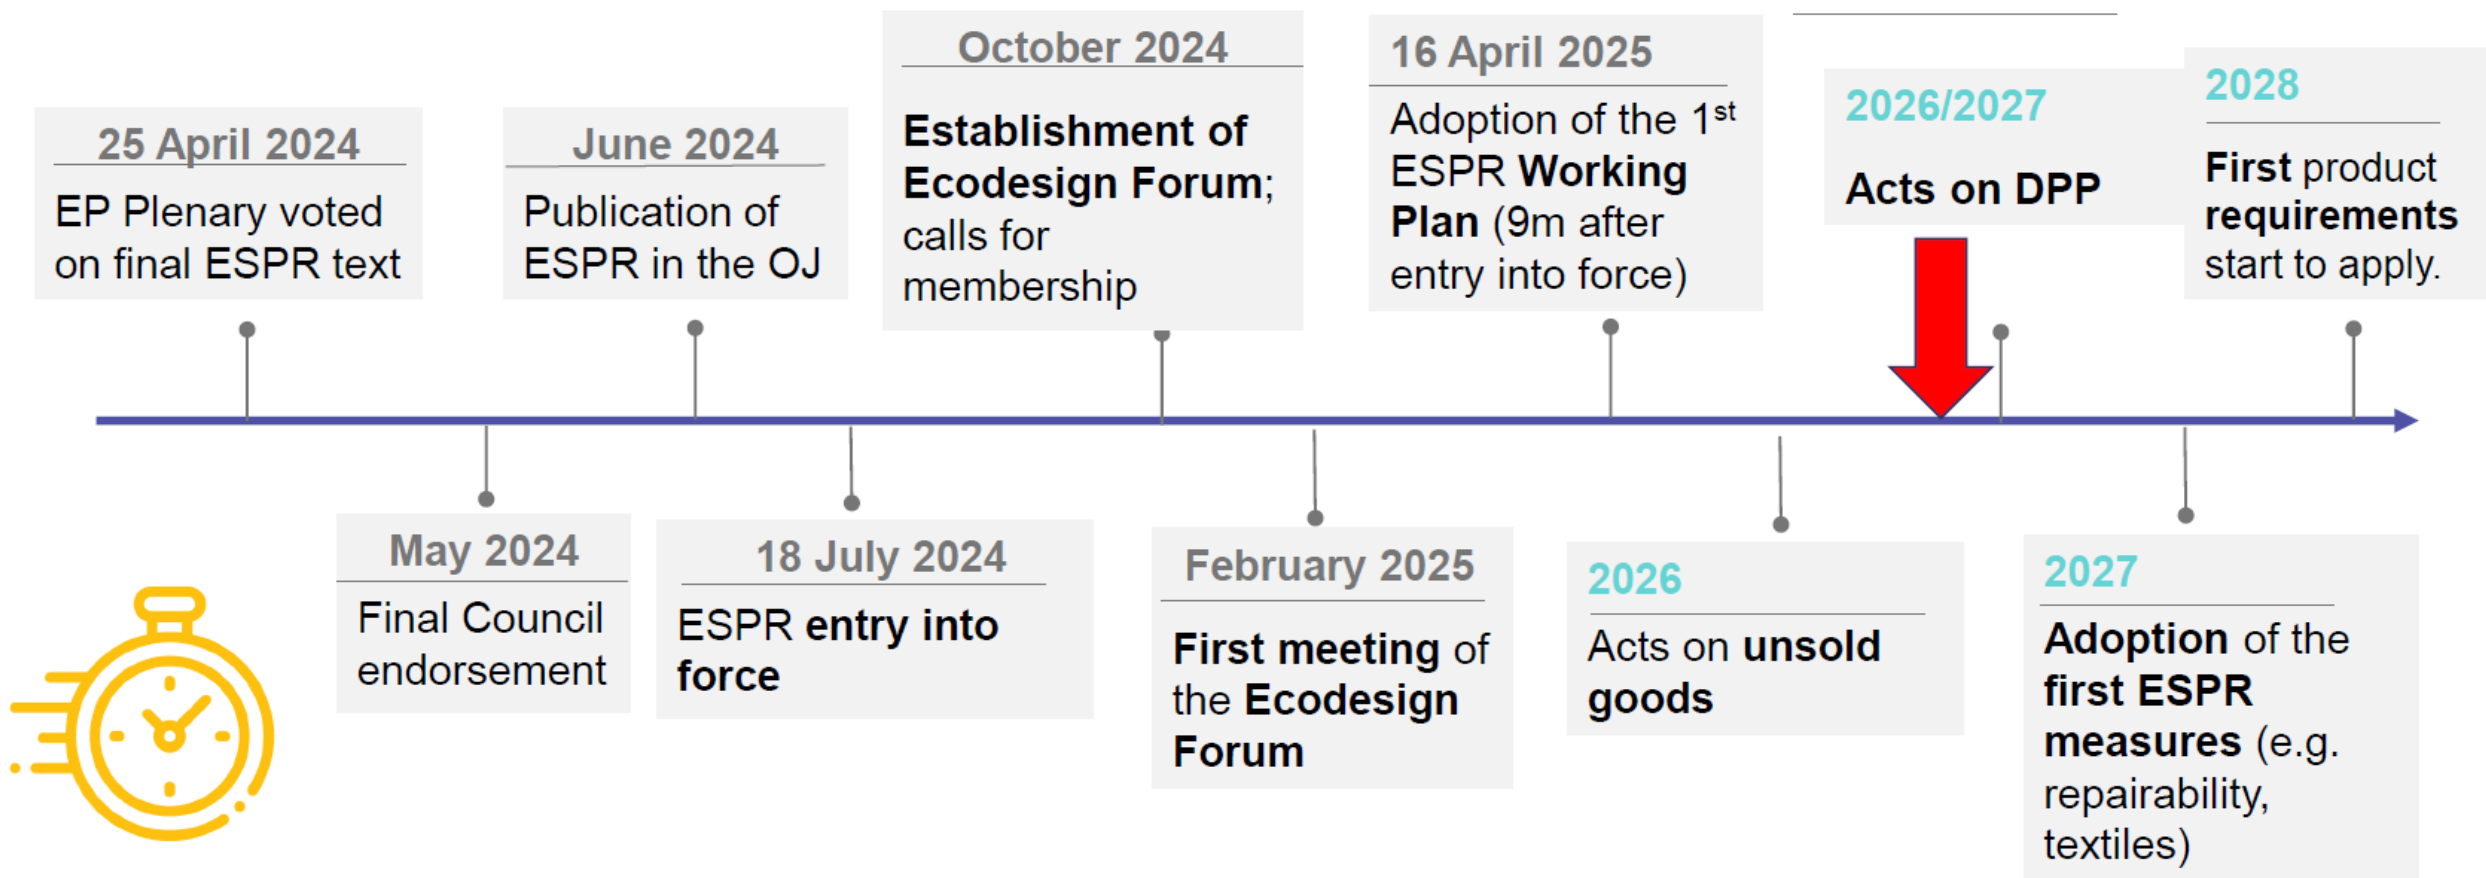 25 April 2024
EP Plenary voted
on final ESPR text
May 2024
Final Council
endorsement
June 2024
Publication of
ESPR in the OJ
18 July 2024
ESPR entry into
force
October 2024
Establishment of
Ecodesign Forum;
calls for
membership
February 2025
First meeting of
the Ecodesign
Forum
16 April 2025
Adoption of the 1st
ESPR Working
Plan (9m after
entry into force)
2026
Acts on unsold
goods
2026/2027
Acts on DPP
2027
Adoption of the
first ESPR
measures (e.g.
repairability,
textiles)
2028
First product
requirements
start to apply.